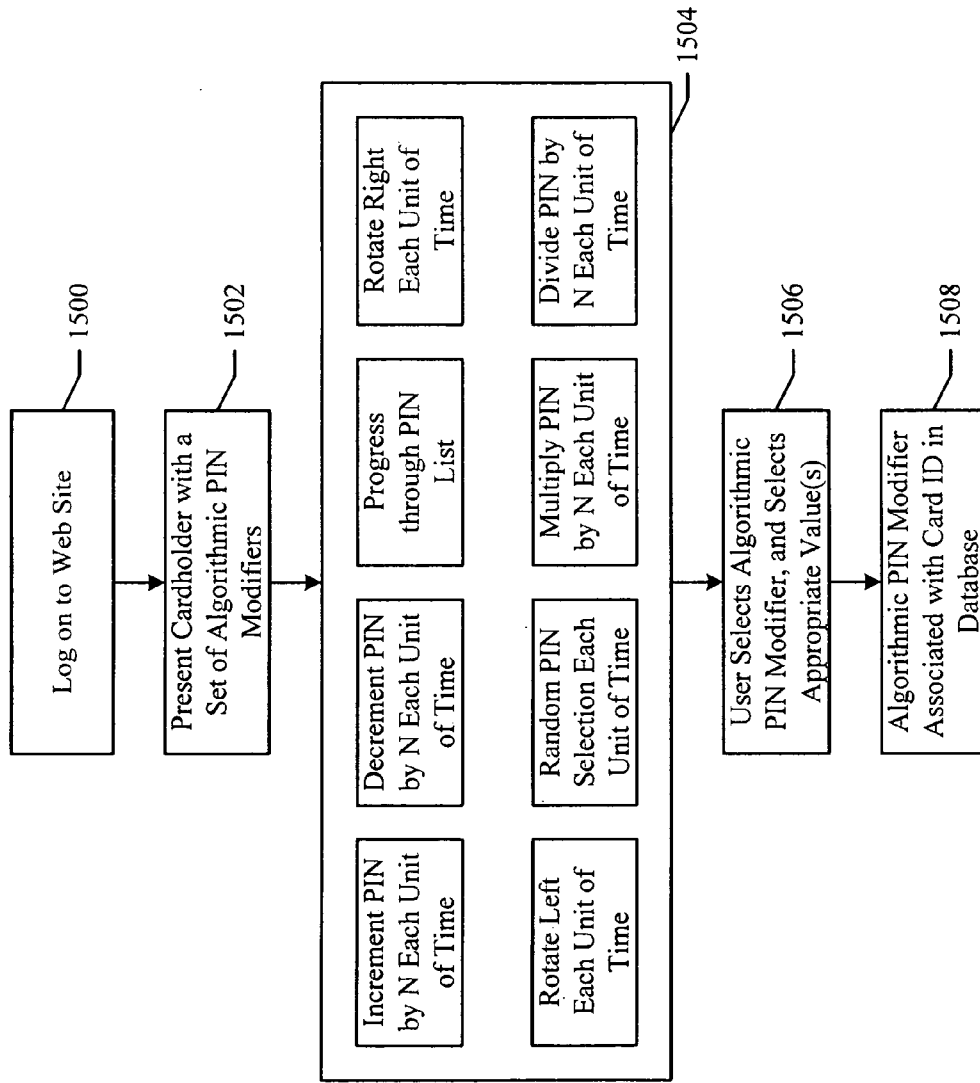 Log on to Web Site
1500
Present Cardholder with a
Set of Algorithmic PIN
Modifiers
1502
Increment PIN
by N Each Unit
of Time
Decrement PIN
by N Each Unit
of Time
Progress
through PIN
List
Rotate Right
Each Unit of
Time
Rotate Left
Each Unit of
Time
Random PIN
Selection Each
Unit of Time
Multiply PIN
by N Each Unit
of Time
Divide PIN by
N Each Unit of
Time
1504
User Selects Algorithmic
PIN Modifier, and Selects
Appropriate Value(s)
1506
Algorithmic PIN Modifier
Associated with Card ID in
Database
1508